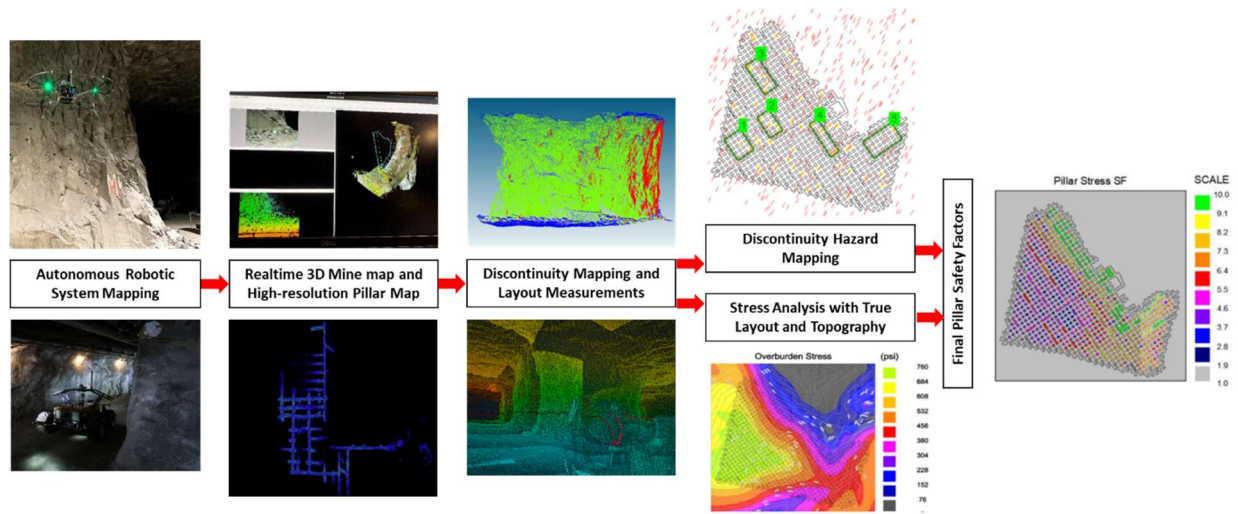 3
2
1
4
5
Autonomous Robotic
System Mapping
Realtime 3D Mine map and
High-resolution Pillar Map
Discontinuity Mapping and
Layout Measurements
Discontinuity Hazard
Mapping
Stress Analysis with True
Layout and Topography
Overburden Stress
(psi)
760
684
608
532
456
380
304
228
152
76
Final Pillar Safety Factors
Pillar Stress SF
SCALE
10.0
9.1
8.2
7.3
6.4
5.5
4.6
3.7
2.8
1.9
1.0